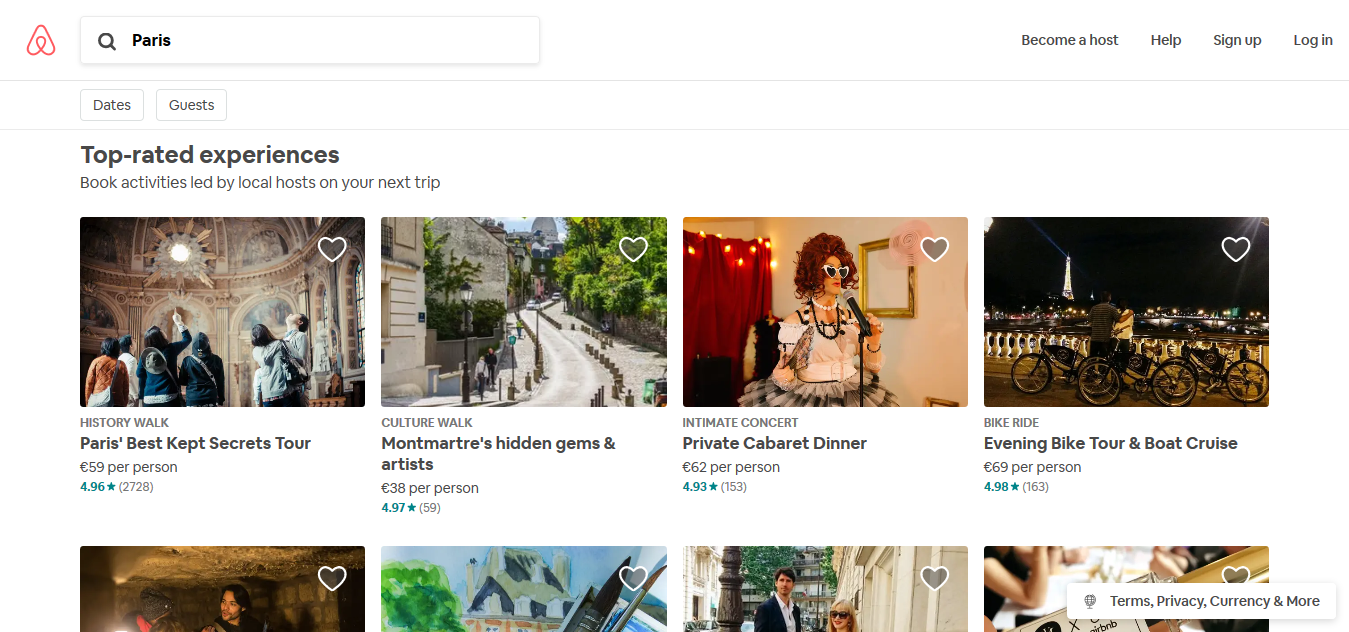 Paris
Become a host
Help
Sign up
Log in
Dates
Guests
Top-rated experiences
Book activities led by local hosts on your next trip
HISTORY WALK
Paris' Best Kept Secrets Tour
€59 per person
4.96★ (2728)
CULTURE WALK
Montmartre's hidden gems &
artists
€38 per person
4.97★ (59)
INTIMATE CONCERT
Private Cabaret Dinner
€62 per person
4.93★ (153)
BIKE RIDE
Evening Bike Tour & Boat Cruise
€69 per person
4.98★ (163)
Terms, Privacy, Currency & More
airbnb